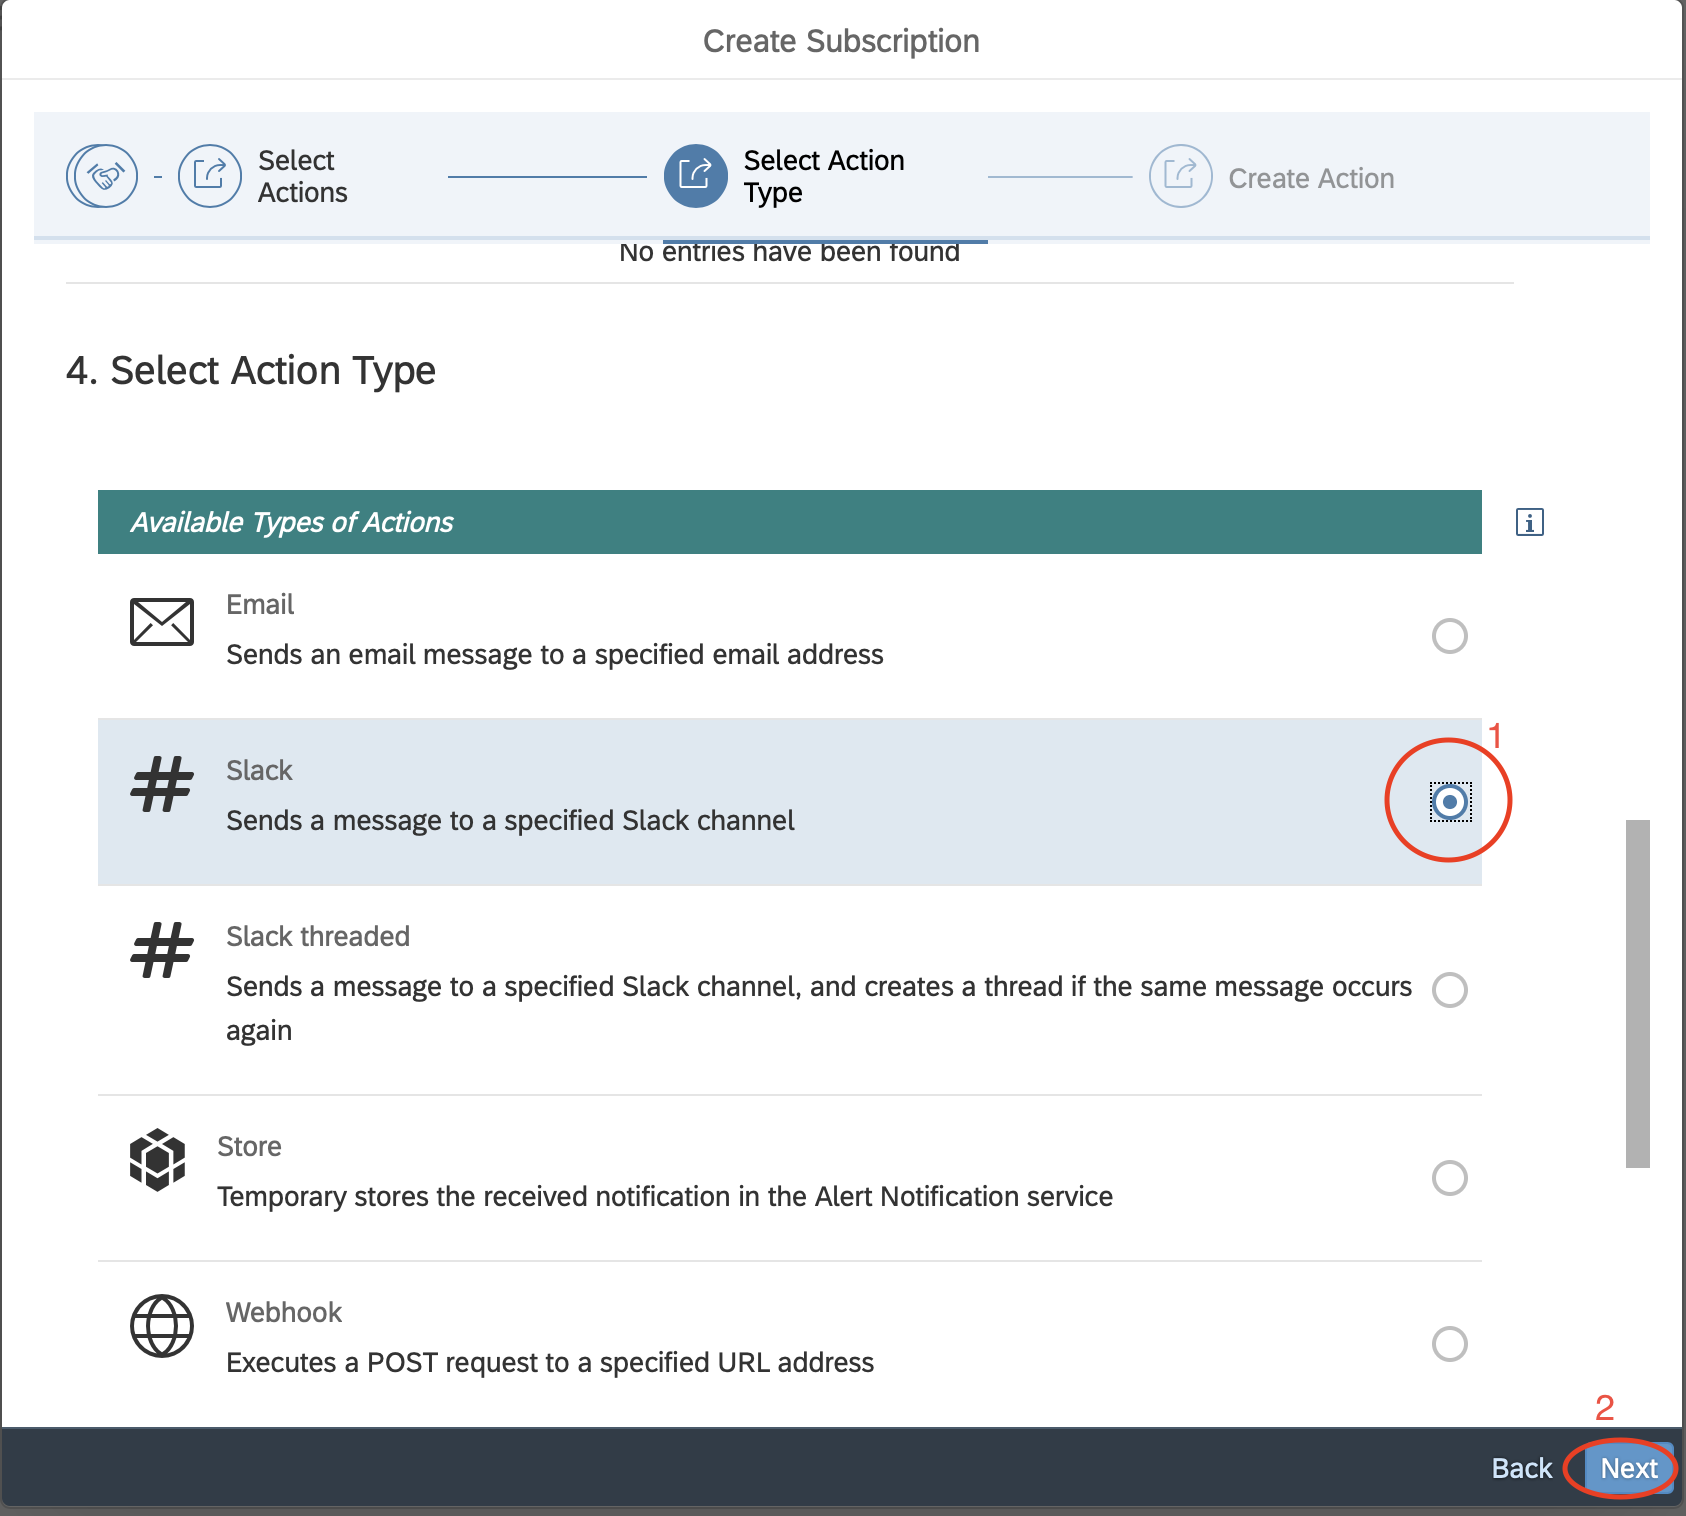 Create Subscription
Select
Actions
Select Action
Type
Create Action
No entries have been found
4. Select Action Type
Available Types of Actions
Email
Sends an email message to a specified email address
1
Slack
Sends a message to a specified Slack channel
Slack threaded
Sends a message to a specified Slack channel, and creates a thread if the same message occurs
again
Store
Temporary stores the received notification in the Alert Notification service
Webhook
Executes a POST request to a specified URL address
2
Back
Next